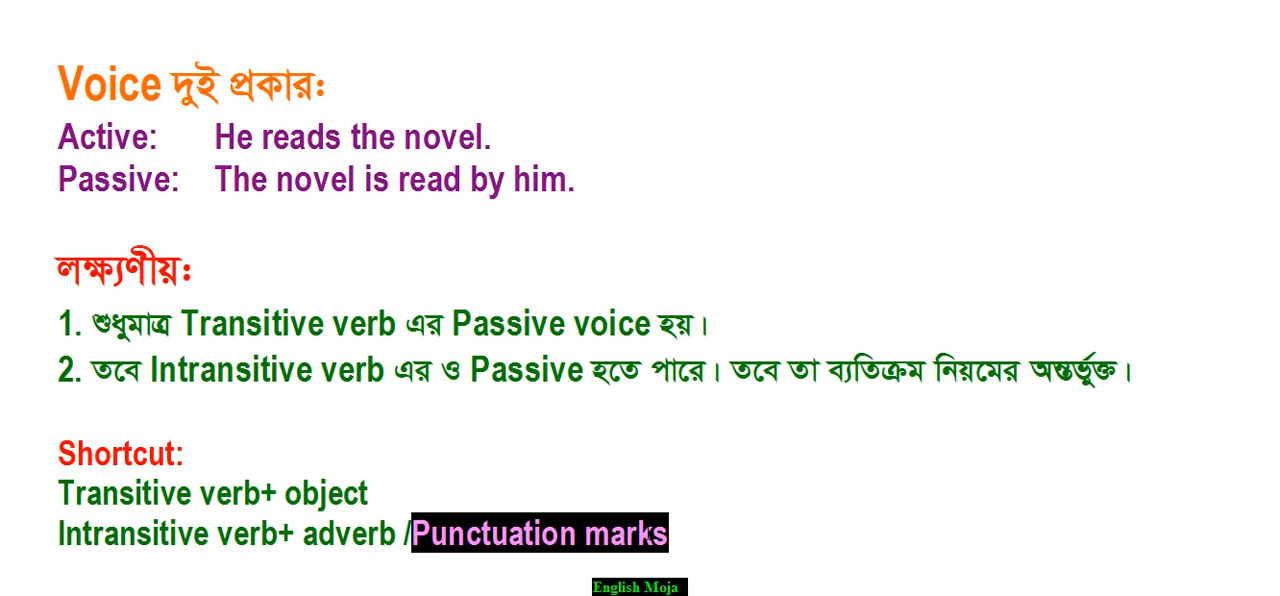 Voice দুই প্রকার:
Active: He reads the novel.
Passive: The novel is read by him.
লক্ষ্যণীয়:
1. শুধুমাত্র Transitive verb এর Passive voice হয়।
2. তবে Intransitive verb এর ও Passive হতে পারে। তবে তা ব্যতিক্রম নিয়মের অন্তর্ভুক্ত।
Shortcut:
Transitive verb+ object
Intransitive verb+ adverb /Punctuation marks
English Moja